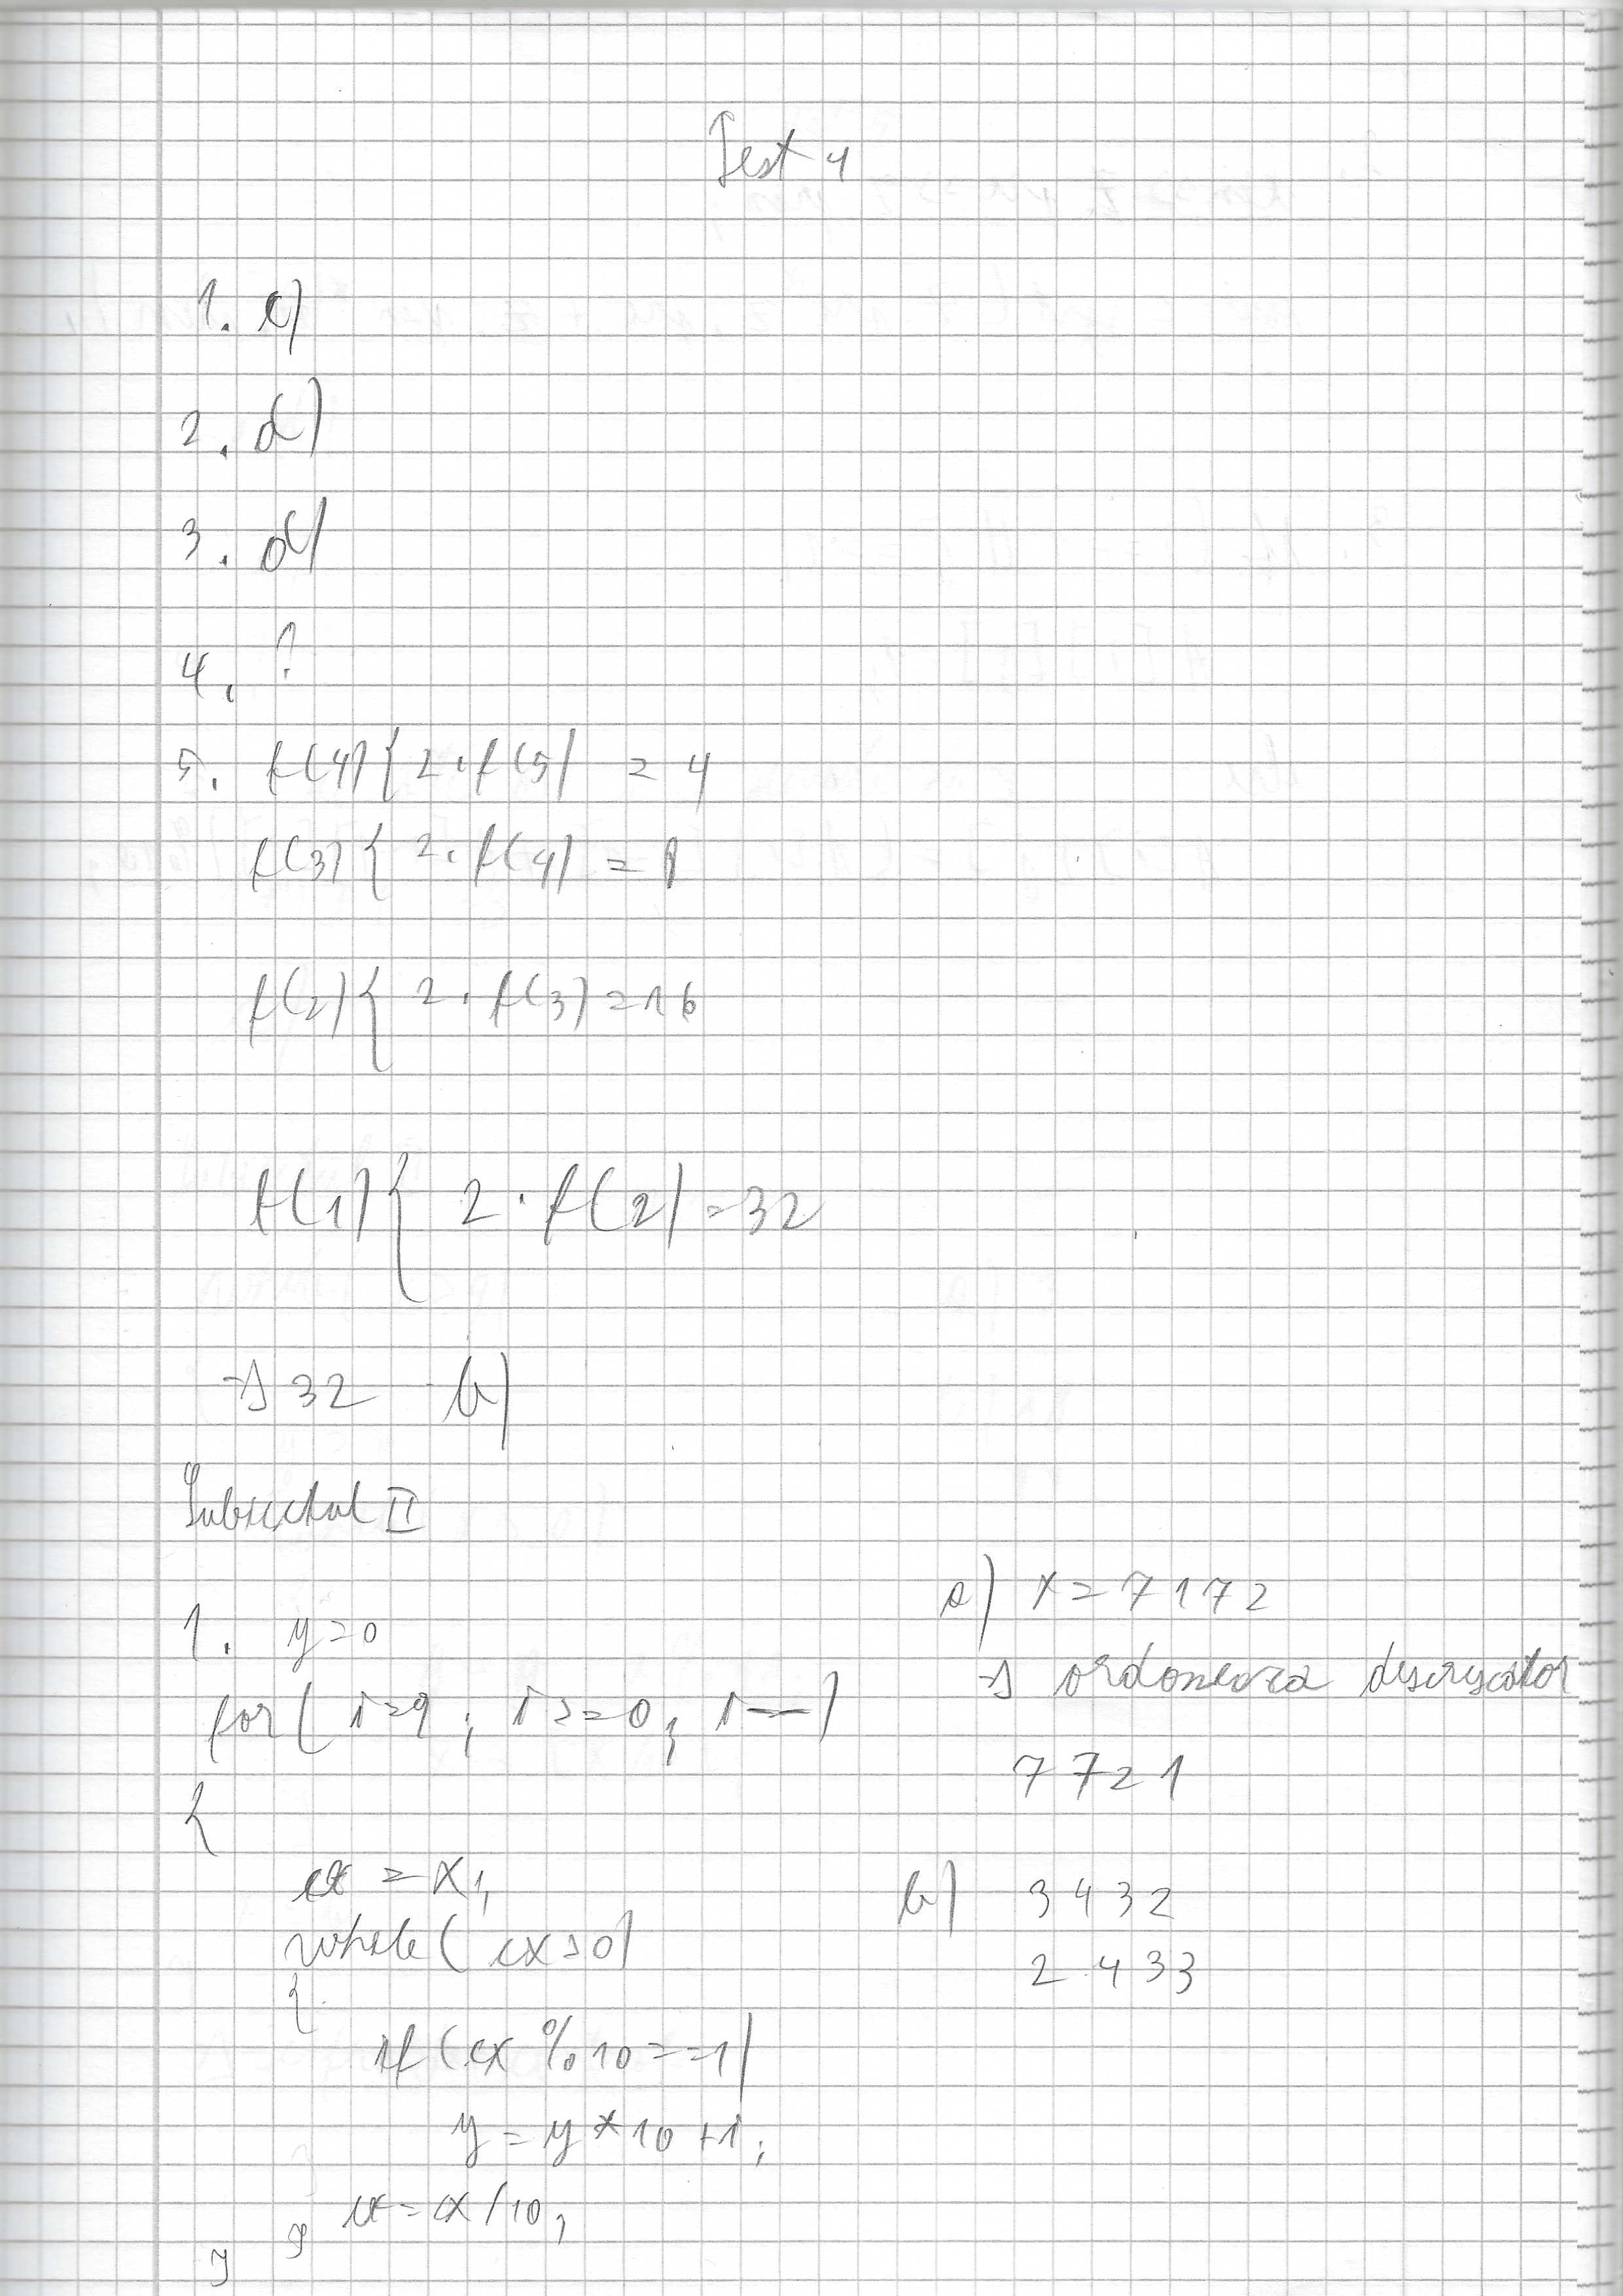 Test 4
1. c)
2. d)
3. d)
4. ?
5. f(4) { 2 · f(5) = 4
f(3) { 2 · f(4) = 8
f(2) { 2 · f(3) = 16
f(1) { 2 · f(2) = 32
=> 32 b)
Subiectul II
1. y=0
for( i=9 ; i>=0; i--)
{
cx = x;
while( cx>0)
{
if (cx % 10 == i)
y = y * 10 + i;
cx = cx/10;
}
}
a) x = 7172
=> ordoneaza descrescator
7721
b) 3432
2433